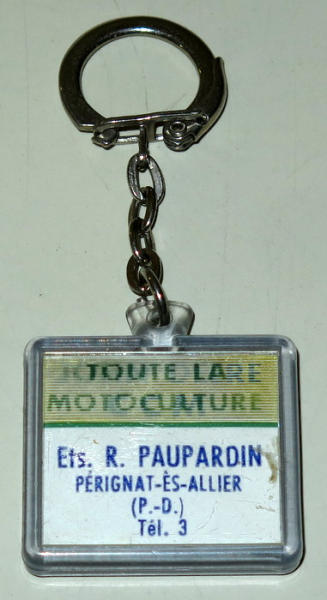 TOUTE LA
MOTOCULTURE
Ets. R. PAUPARDIN
PÉRIGNAT-ÈS-ALLIER
(P.-D.)
Tél. 3